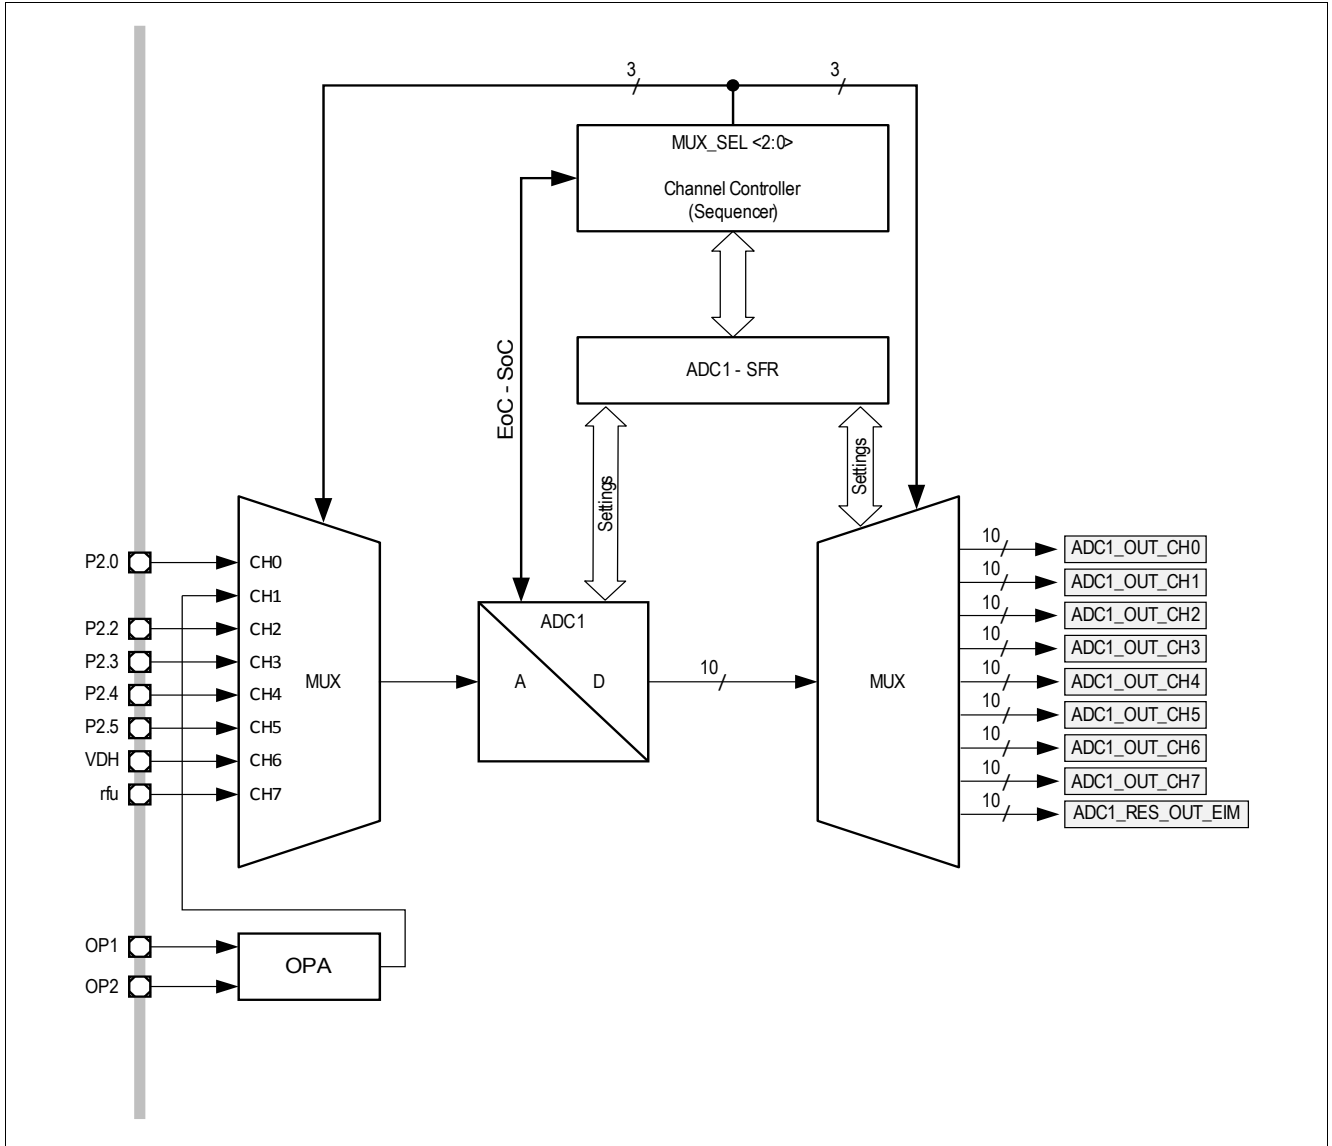 3
3
MUX_SEL <2:0>
Channel Controller
(Sequencer)
EoC - SoC
ADC1 - SFR
Settings
Settings
P2.0
P2.2
P2.3
P2.4
P2.5
VDH
rfu
CH0
CH1
CH2
CH3
CH4
CH5
CH6
CH7
MUX
ADC1
A
D
10
MUX
10
ADC1_OUT_CH0
10
ADC1_OUT_CH1
10
ADC1_OUT_CH2
10
ADC1_OUT_CH3
10
ADC1_OUT_CH4
10
ADC1_OUT_CH5
10
ADC1_OUT_CH6
10
ADC1_OUT_CH7
10
ADC1_RES_OUT_EIM
OP1
OP2
OPA